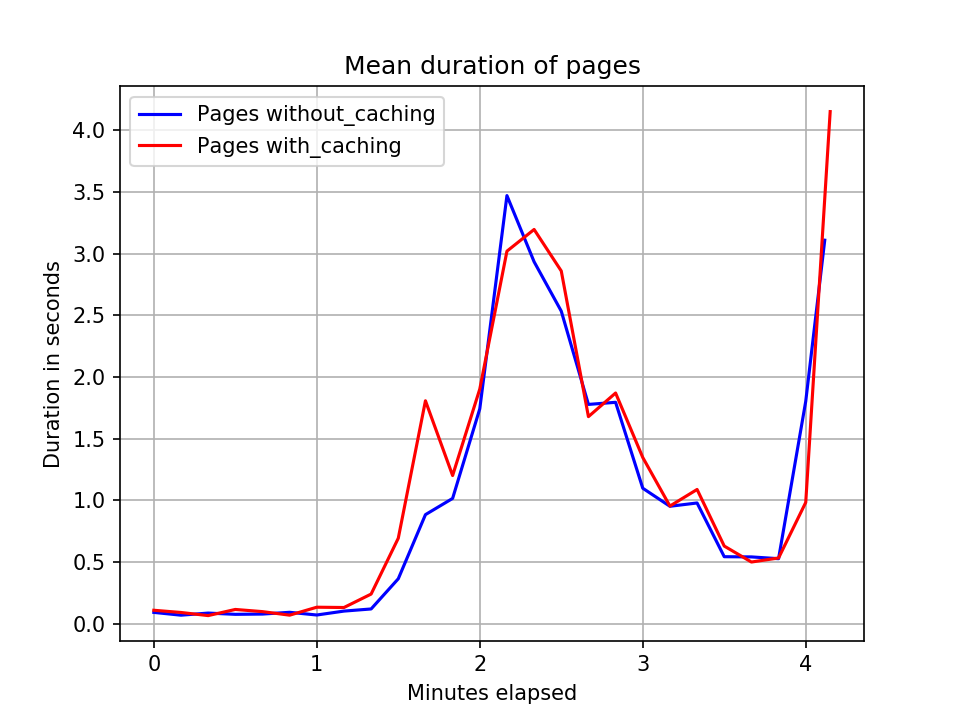 Mean duration of pages
Pages without_caching
Pages with_caching
Duration in seconds
4.0
3.5
3.0
2.5
2.0
1.5
1.0
0.5
0.0
0 1 2 3 4
Minutes elapsed